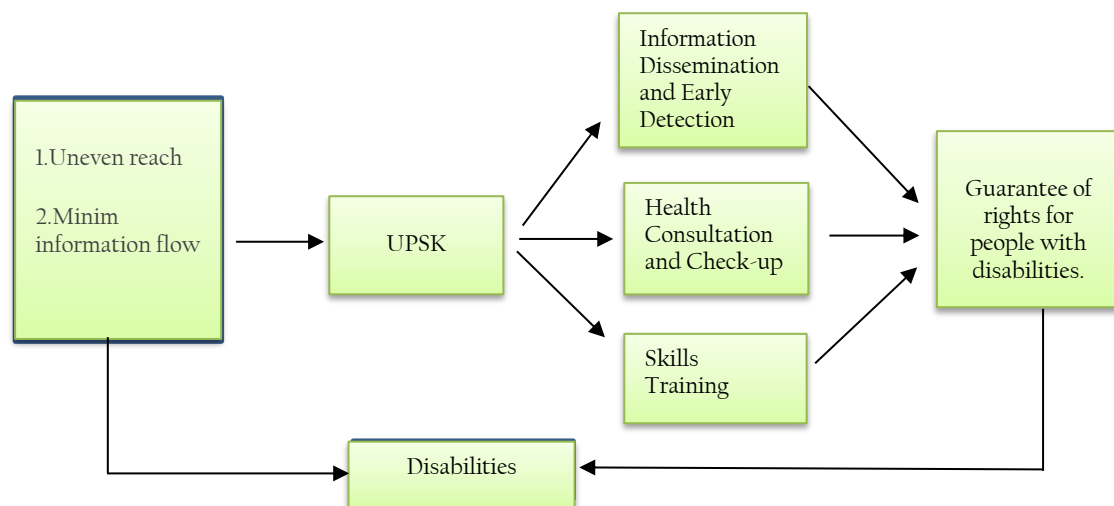 1.Uneven reach
2.Minim
information flow
UPSK
Information
Dissemination
and Early
Detection
Health
Consultation
and Check-up
Skills
Training
Guarantee of
rights for
people with
disabilities.
Disabilities